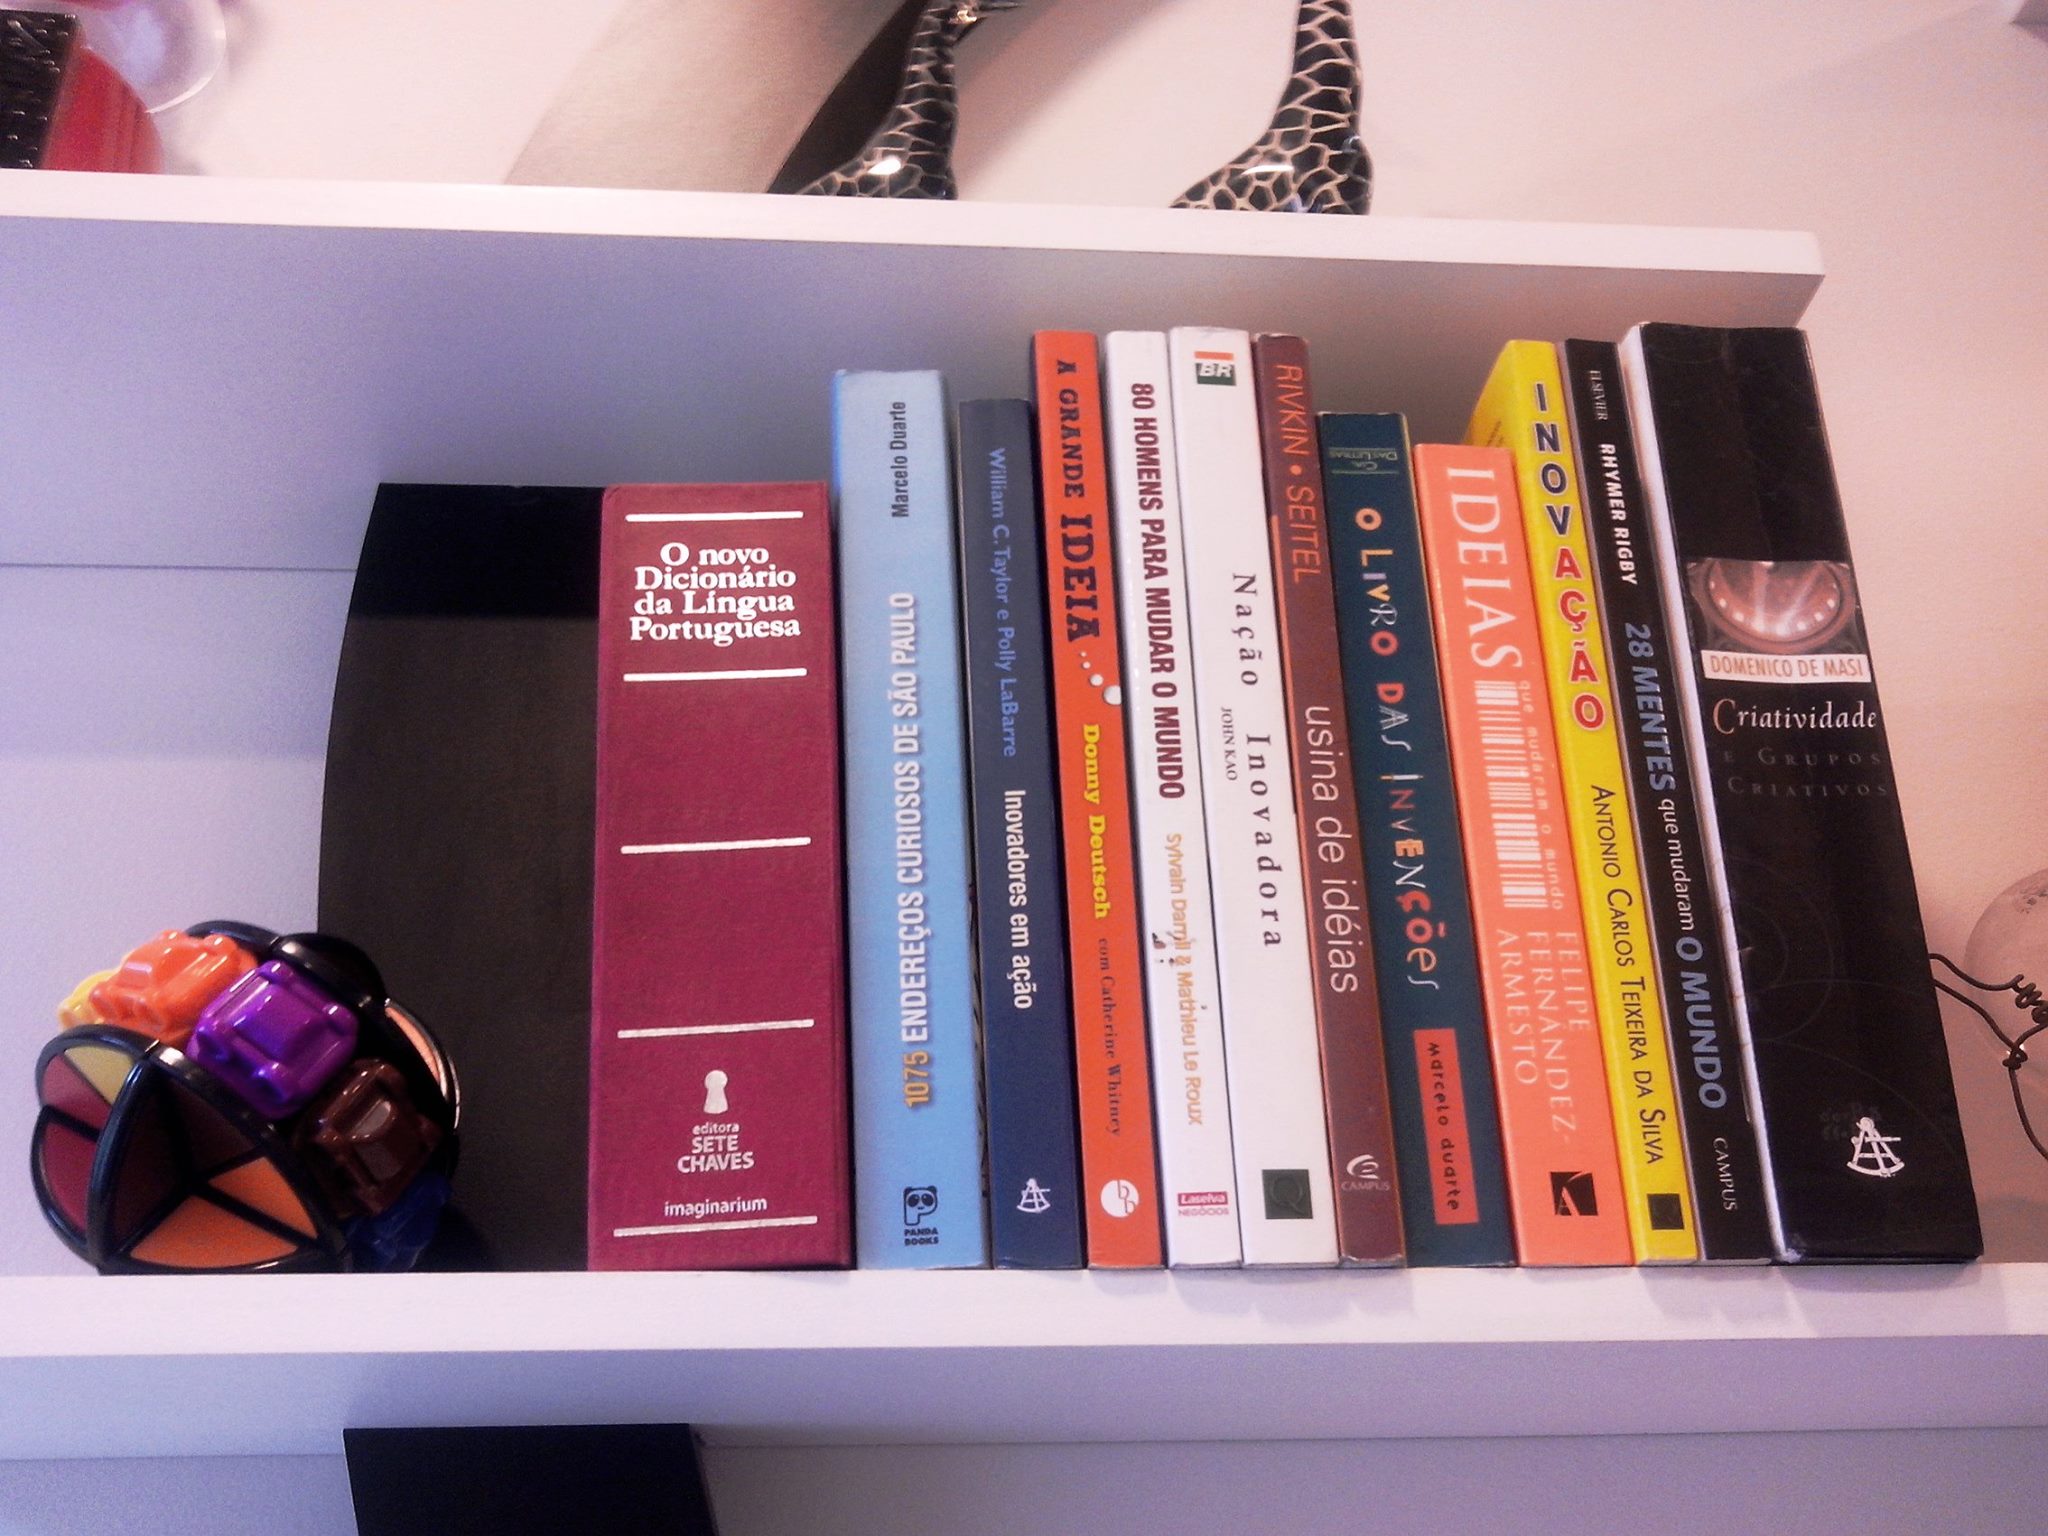 O novo
Dicionário
da Língua
Portuguesa
editora
SETE
CHAVES
imaginarium
Marcelo Duarte
1075 ENDEREÇOS CURIOSOS DE SÃO PAULO
PANDA
BOOKS
William C. Taylor e Polly LaBarre Inovadores em ação
A GRANDE IDEIA... Donny Deutsch com Catherine Whitney
80 HOMENS PARA MUDAR O MUNDO Sylvain Darnil & Mathieu Le Roux
Laselva
NEGÓCIOS
BR
Nação Inovadora
JOHN KAO
RIVKIN • SEITEL usina de idéias
CAMPUS
CIA.
DAS LETRAS
O LIVRO DAS INVENÇÕES
marcelo duarte
IDEIAS
que mudaram o mundo
FELIPE
FERNÁNDEZ-
ARMESTO
INOVAÇÃO
ANTONIO CARLOS TEIXEIRA DA SILVA
ELSEVIER
RHYMER RIGBY 28 MENTES que mudaram O MUNDO
CAMPUS
DOMENICO DE MASI
Criatividade
E GRUPOS
CRIATIVOS